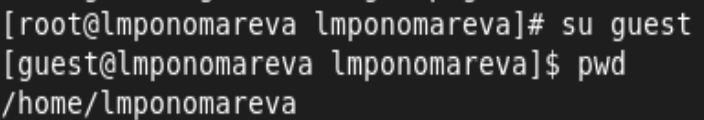 [root@lmponomareva lmponomareva]# su guest
[guest@lmponomareva lmponomareva]$ pwd
/home/lmponomareva